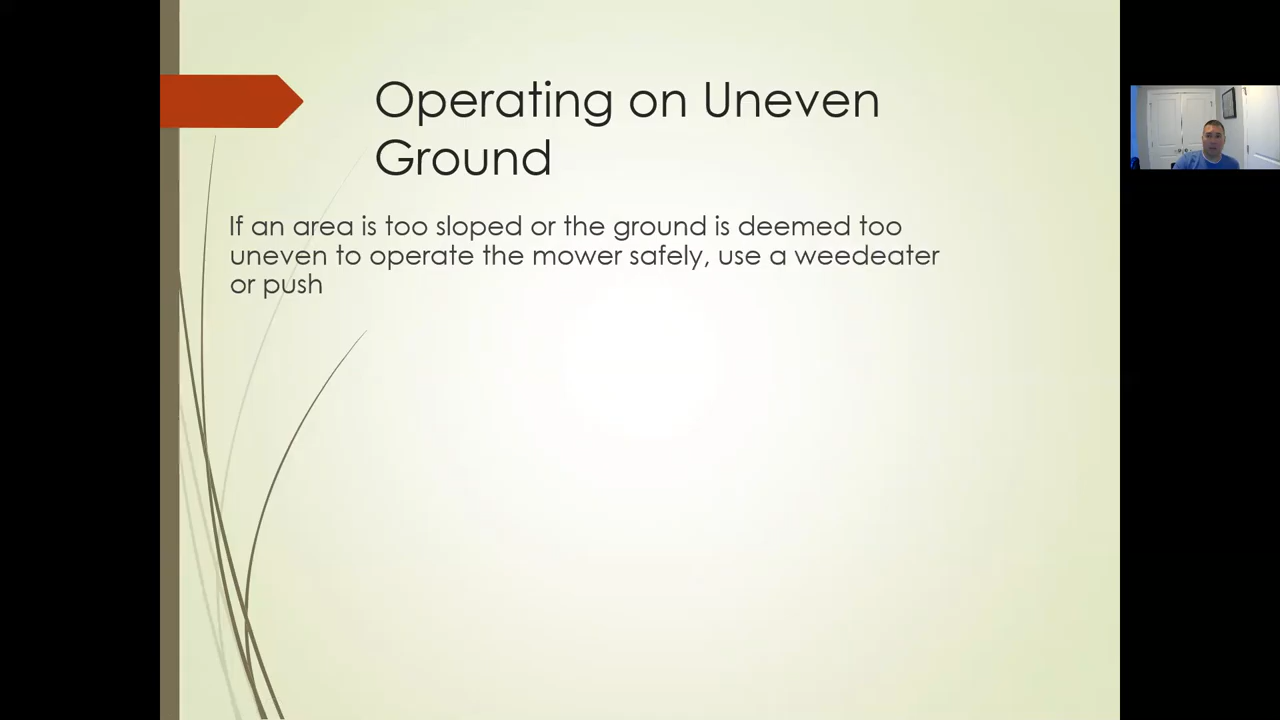 Operating on Uneven
Ground
If an area is too sloped or the ground is deemed too
uneven to operate the mower safely, use a weedeater
or push